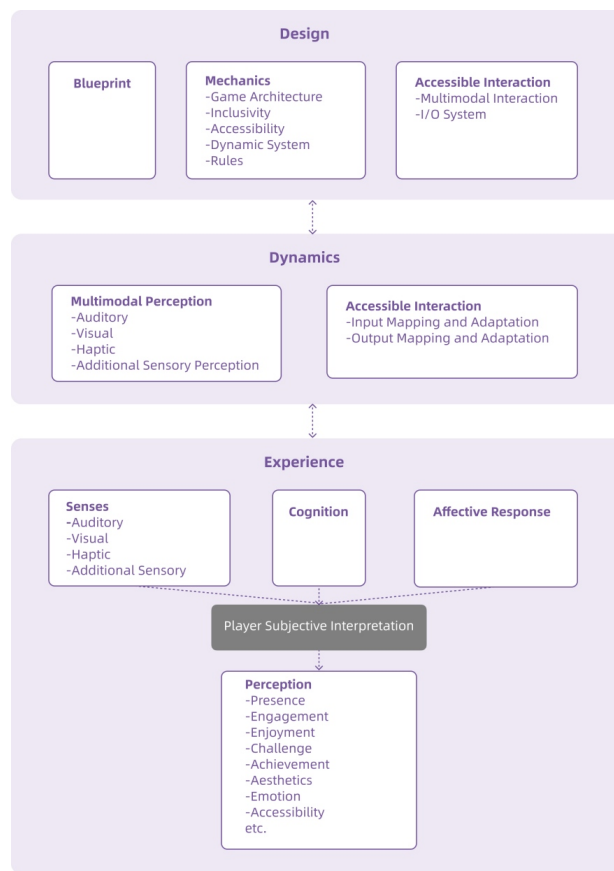 Design
Blueprint
Mechanics
-Game Architecture
-Inclusivity
-Accessibility
-Dynamic System
-Rules
Accessible Interaction
-Multimodal Interaction
-I/O System
Dynamics
Multimodal Perception
-Auditory
-Visual
-Haptic
-Additional Sensory Perception
Accessible Interaction
-Input Mapping and Adaptation
-Output Mapping and Adaptation
Experience
Senses
-Auditory
-Visual
-Haptic
-Additional Sensory
Cognition
Affective Response
Player Subjective Interpretation
Perception
-Presence
-Engagement
-Enjoyment
-Challenge
-Achievement
-Aesthetics
-Emotion
-Accessibility
etc.